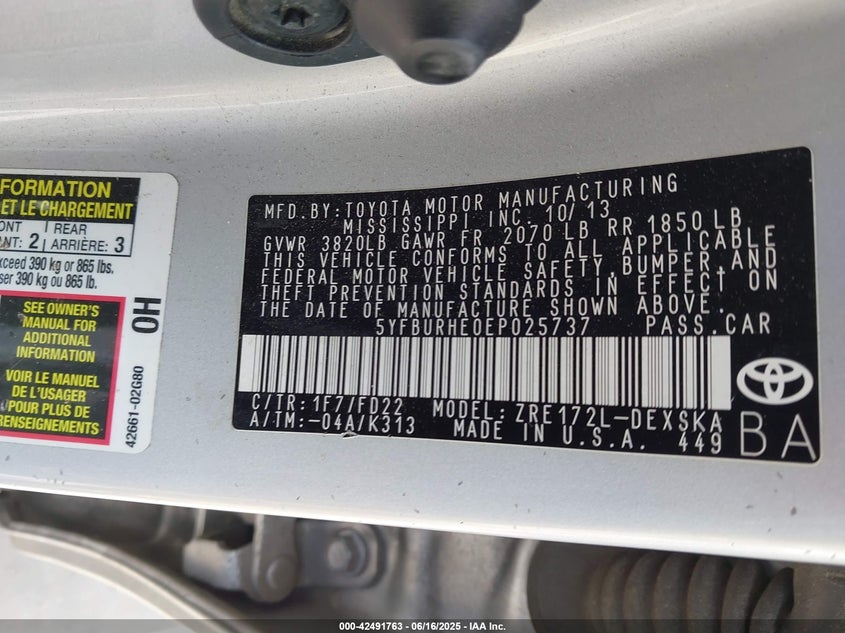 FORMATION
ET LE CHARGEMENT
ONT | REAR
ANT: 2 | ARRIÈRE: 3
xceed 390 kg or 865 lbs.
ser 390 kg ou 865 lb.
SEE OWNER'S
MANUAL FOR
ADDITIONAL
INFORMATION
VOIR LE MANUEL
DE L'USAGER
POUR PLUS DE
RENSEIGNEMENTS
OH
42661-02G80
MFD.BY:TOYOTA MOTOR MANUFACTURING
MISSISSIPPI INC. 10/13
GVWR 3820LB GAWR FR 2070 LB RR 1850 LB
THIS VEHICLE CONFORMS TO ALL APPLICABLE
FEDERAL MOTOR VEHICLE SAFETY,BUMPER,AND
THEFT PREVENTION STANDARDS IN EFFECT ON
THE DATE OF MANUFACTURE SHOWN ABOVE.
5YFBURHE0EP025737 PASS.CAR
C/TR:1F7/FD22 MODEL:ZRE172L-DEXSKA
A/TM:-04A/K313 MADE IN U.S.A. 449
BA
000-42491763 - 06/16/2025 - IAA Inc.